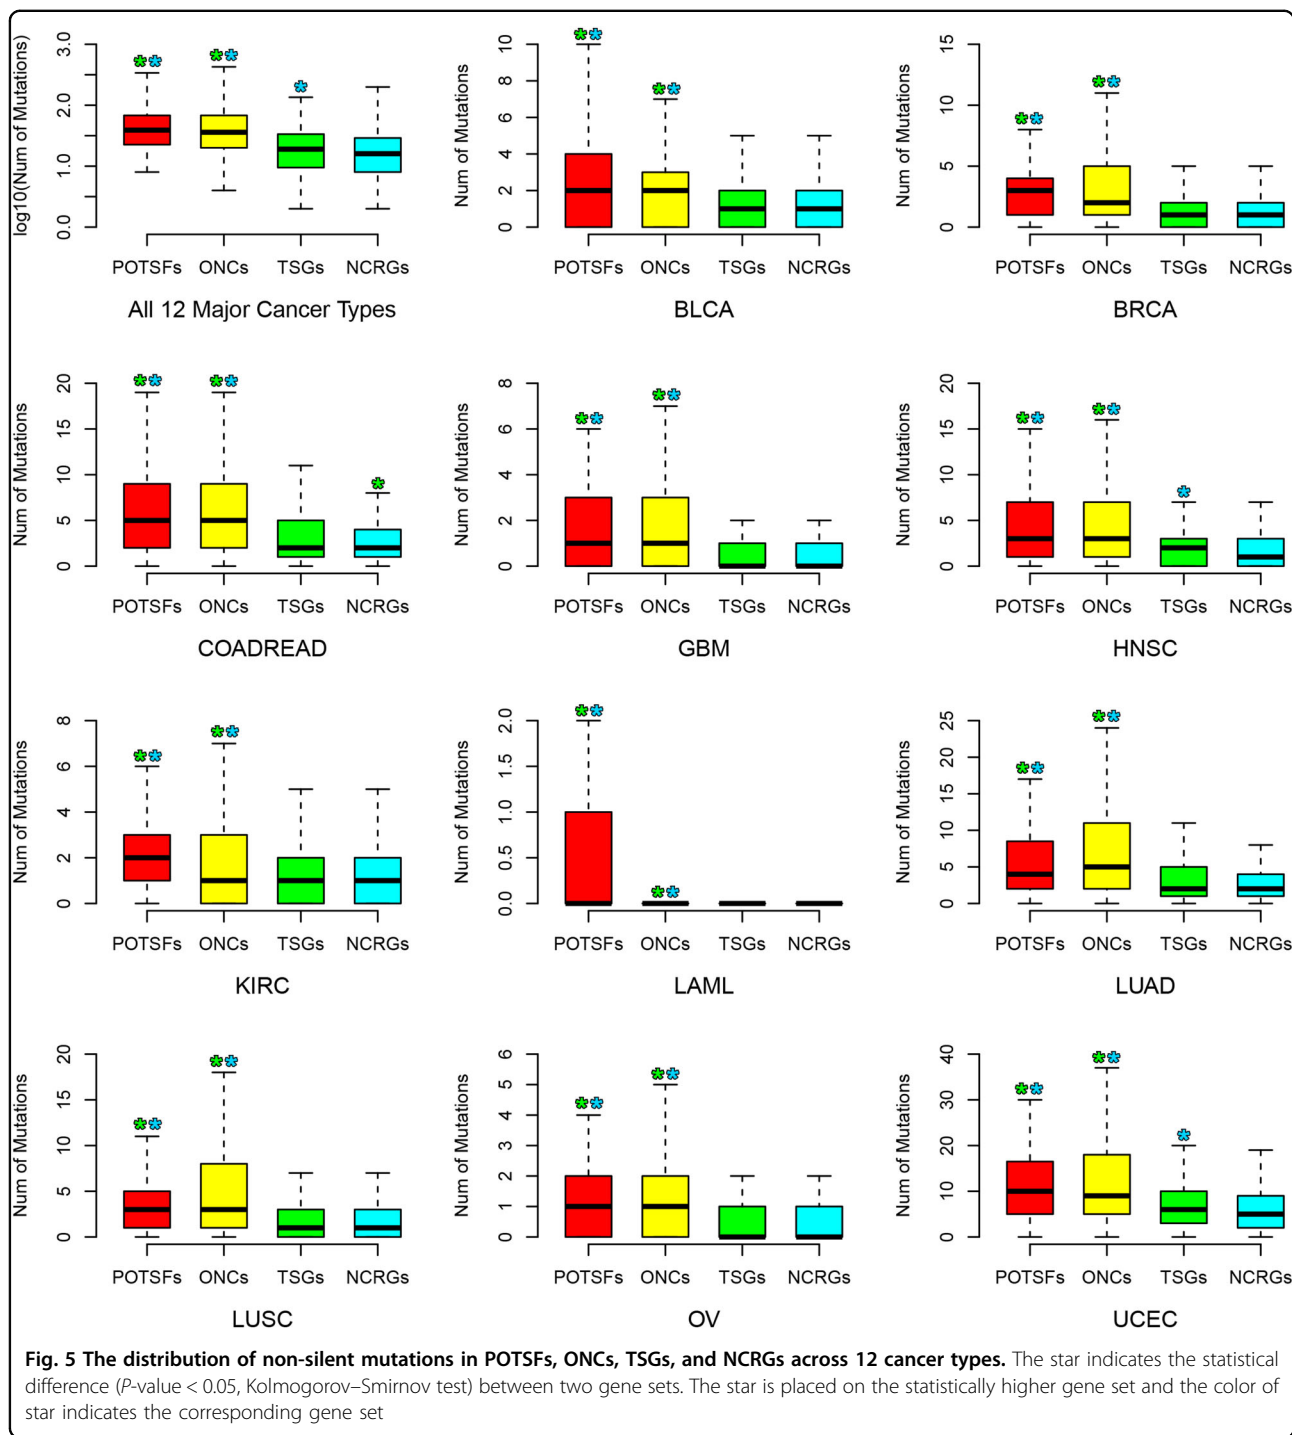 log10(Num of Mutations)
0.0 1.0 2.0 3.0
POTSFs ONCs TSGs NCRGs
All 12 Major Cancer Types
Num of Mutations
0 2 4 6 8 10
POTSFs ONCs TSGs NCRGs
BLCA
Num of Mutations
0 5 10 15
POTSFs ONCs TSGs NCRGs
BRCA
Num of Mutations
0 5 10 15 20
POTSFs ONCs TSGs NCRGs
COADREAD
Num of Mutations
0 2 4 6 8
POTSFs ONCs TSGs NCRGs
GBM
Num of Mutations
0 5 10 15 20
POTSFs ONCs TSGs NCRGs
HNSC
Num of Mutations
0 2 4 6 8
POTSFs ONCs TSGs NCRGs
KIRC
Num of Mutations
0.0 0.5 1.0 1.5 2.0
POTSFs ONCs TSGs NCRGs
LAML
Num of Mutations
0 5 10 15 20 25
POTSFs ONCs TSGs NCRGs
LUAD
Num of Mutations
0 5 10 15 20
POTSFs ONCs TSGs NCRGs
LUSC
Num of Mutations
0 1 2 3 4 5 6
POTSFs ONCs TSGs NCRGs
OV
Num of Mutations
0 10 20 30 40
POTSFs ONCs TSGs NCRGs
UCEC
Fig. 5 The distribution of non-silent mutations in POTSFs, ONCs, TSGs, and NCRGs across 12 cancer types. The star indicates the statistical
difference (P-value < 0.05, Kolmogorov–Smirnov test) between two gene sets. The star is placed on the statistically higher gene set and the color of
star indicates the corresponding gene set